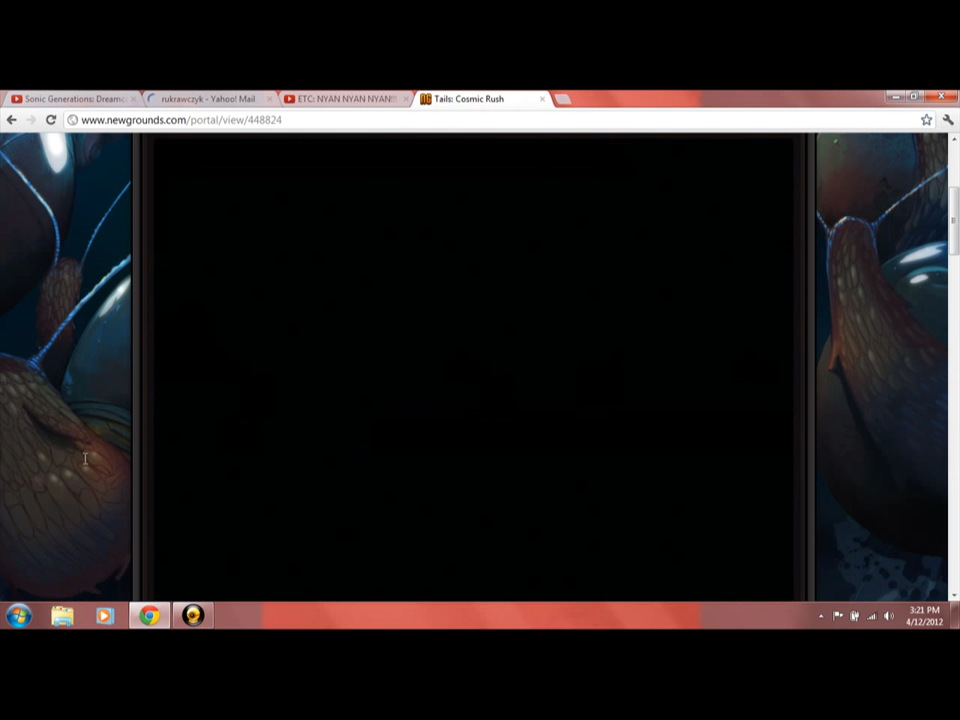 Sonic Generations: Dreamc
rukrawczyk - Yahoo! Mail
ETC: NYAN NYAN NYAN!!!
Tails: Cosmic Rush
www.newgrounds.com/portal/view/448824
3:21 PM
4/12/2012